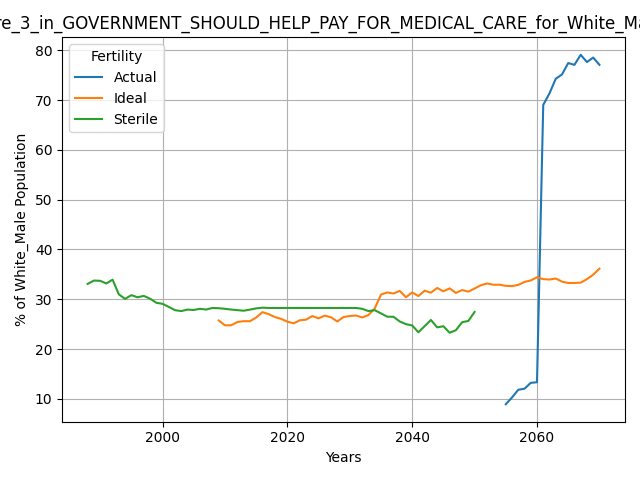 re_3_in_GOVERNMENT_SHOULD_HELP_PAY_FOR_MEDICAL_CARE_for_White_Ma
80
70
60
50
40
30
20
10
% of White_Male Population
Fertility
Actual
Ideal
Sterile
2000 2020 2040 2060
Years